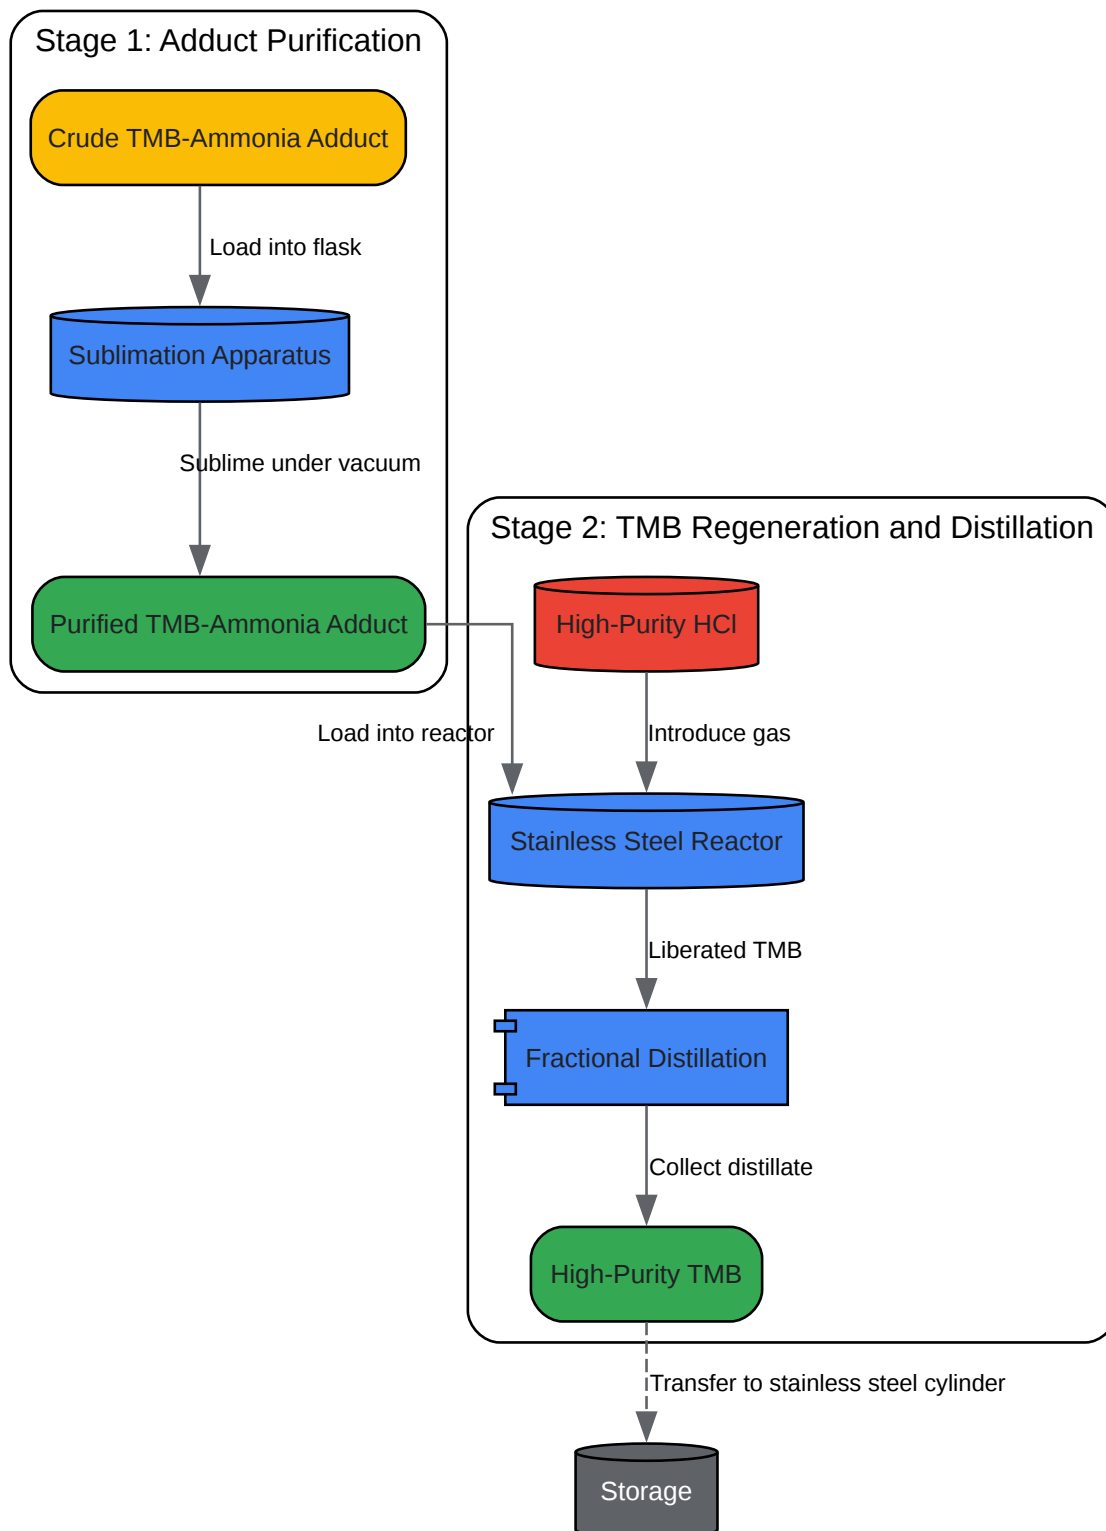 Stage 1: Adduct Purification
Crude TMB-Ammonia Adduct
Load into flask
Sublimation Apparatus
Sublime under vacuum
Purified TMB-Ammonia Adduct
Stage 2: TMB Regeneration and Distillation
High-Purity HCl
Load into reactor
Introduce gas
Stainless Steel Reactor
Liberated TMB
Fractional Distillation
Collect distillate
High-Purity TMB
Transfer to stainless steel cylinder
Storage